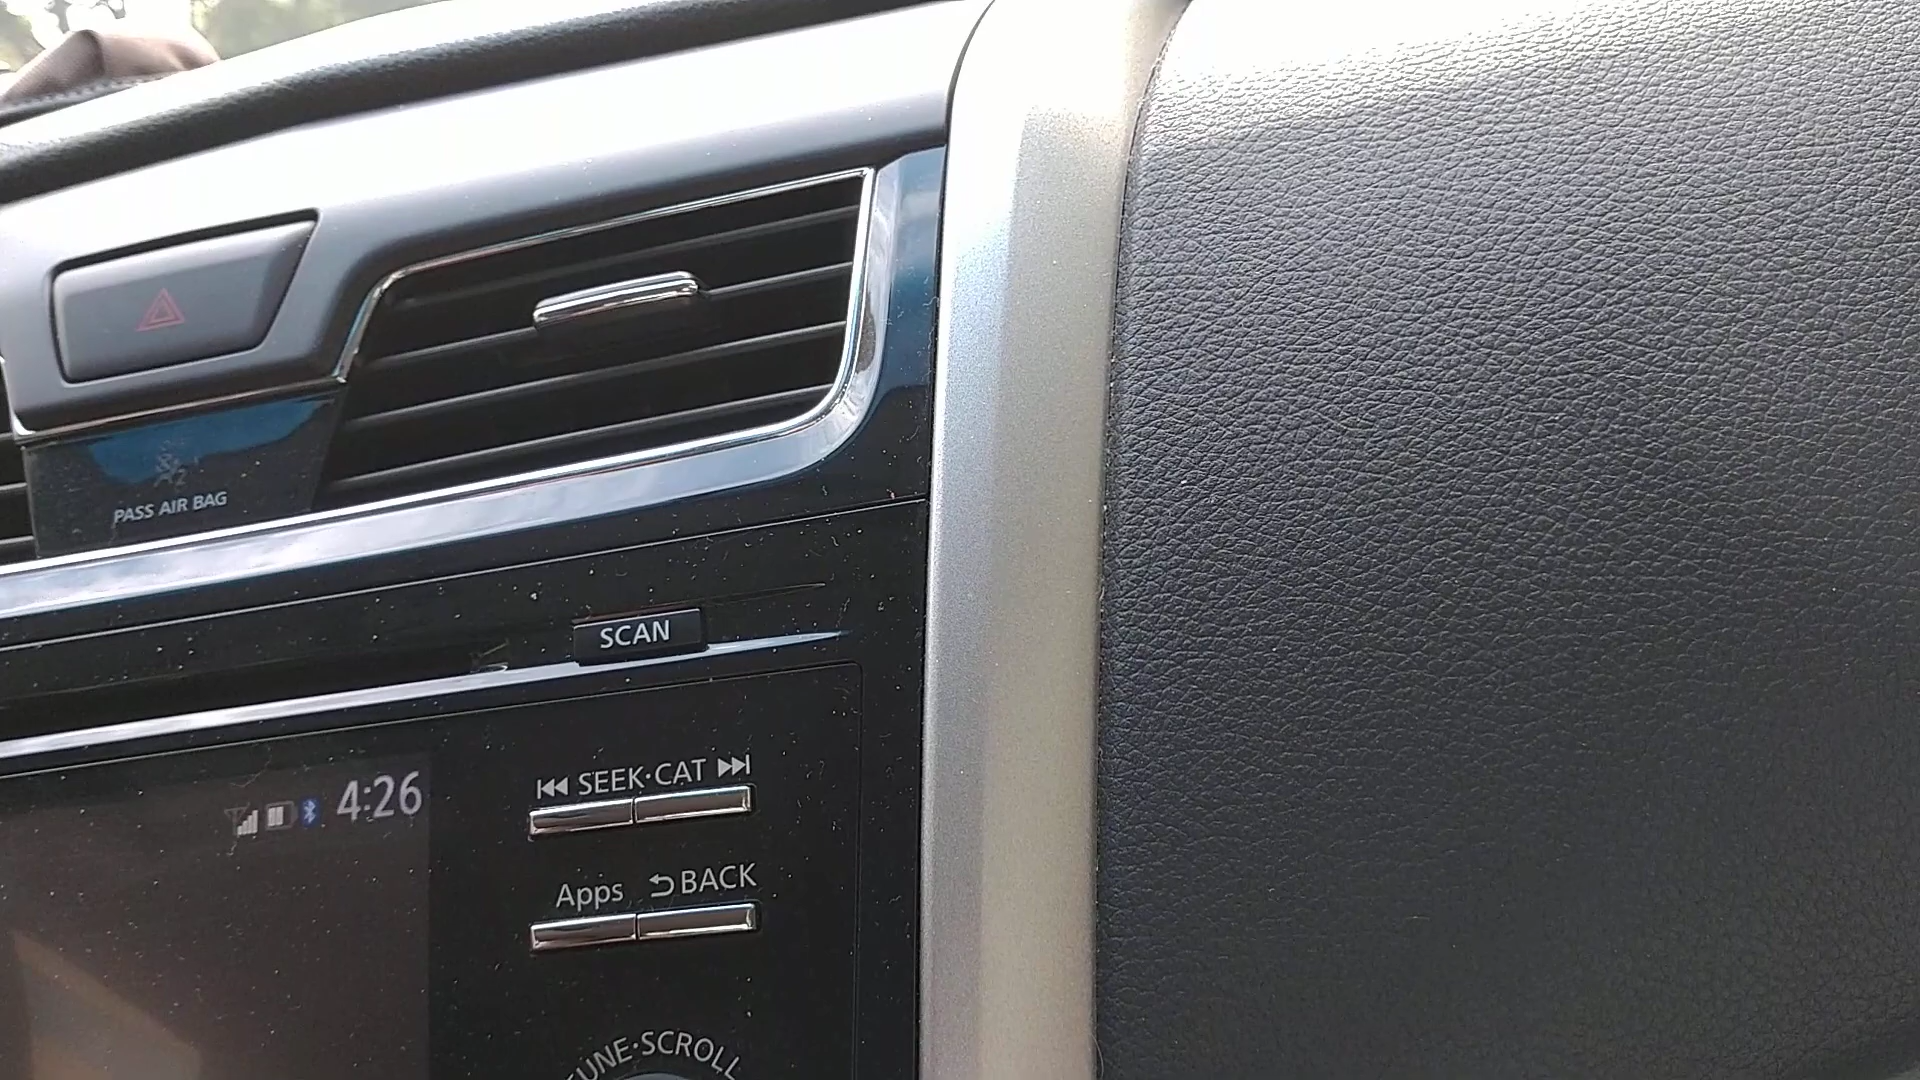 PASS AIR BAG
SCAN
SEEK·CAT
4:26
Apps BACK
TUNE·SCROLL